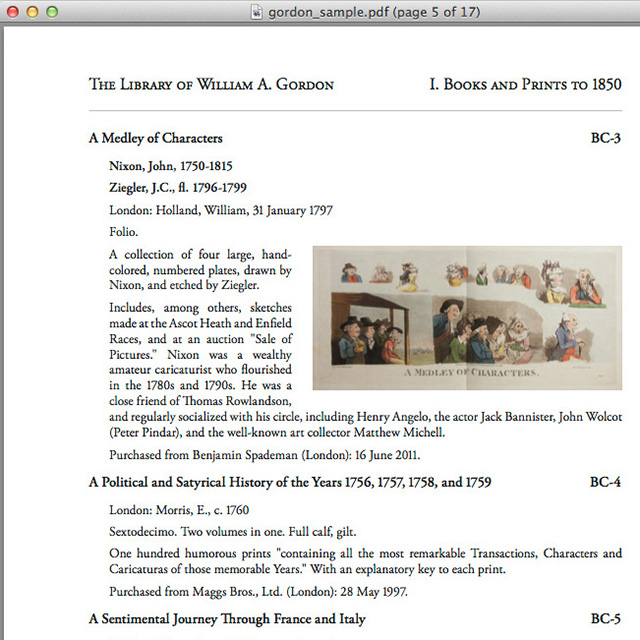 gordon_sample.pdf (page 5 of 17)
The Library of William A. Gordon
I. Books and Prints to 1850
A Medley of Characters
BC-3
Nixon, John, 1750-1815
Ziegler, J.C., fl. 1796-1799
London: Holland, William, 31 January 1797
Folio.
A collection of four large, hand-
colored, numbered plates, drawn by
Nixon, and etched by Ziegler.
Includes, among others, sketches
made at the Ascot Heath and Enfield
Races, and at an auction "Sale of
Pictures." Nixon was a wealthy
amateur caricaturist who flourished
in the 1780s and 1790s. He was a
close friend of Thomas Rowlandson,
and regularly socialized with his circle, including Henry Angelo, the actor Jack Bannister, John Wolcot
(Peter Pindar), and the well-known art collector Matthew Michell.
A MEDLEY OF CHARACTERS.
Purchased from Benjamin Spademan (London): 16 June 2011.
A Political and Satyrical History of the Years 1756, 1757, 1758, and 1759
BC-4
London: Morris, E., c. 1760
Sextodecimo. Two volumes in one. Full calf, gilt.
One hundred humorous prints "containing all the most remarkable Transactions, Characters and
Caricaturas of those memorable Years." With an explanatory key to each print.
Purchased from Maggs Bros., Ltd. (London): 28 May 1997.
A Sentimental Journey Through France and Italy
BC-5